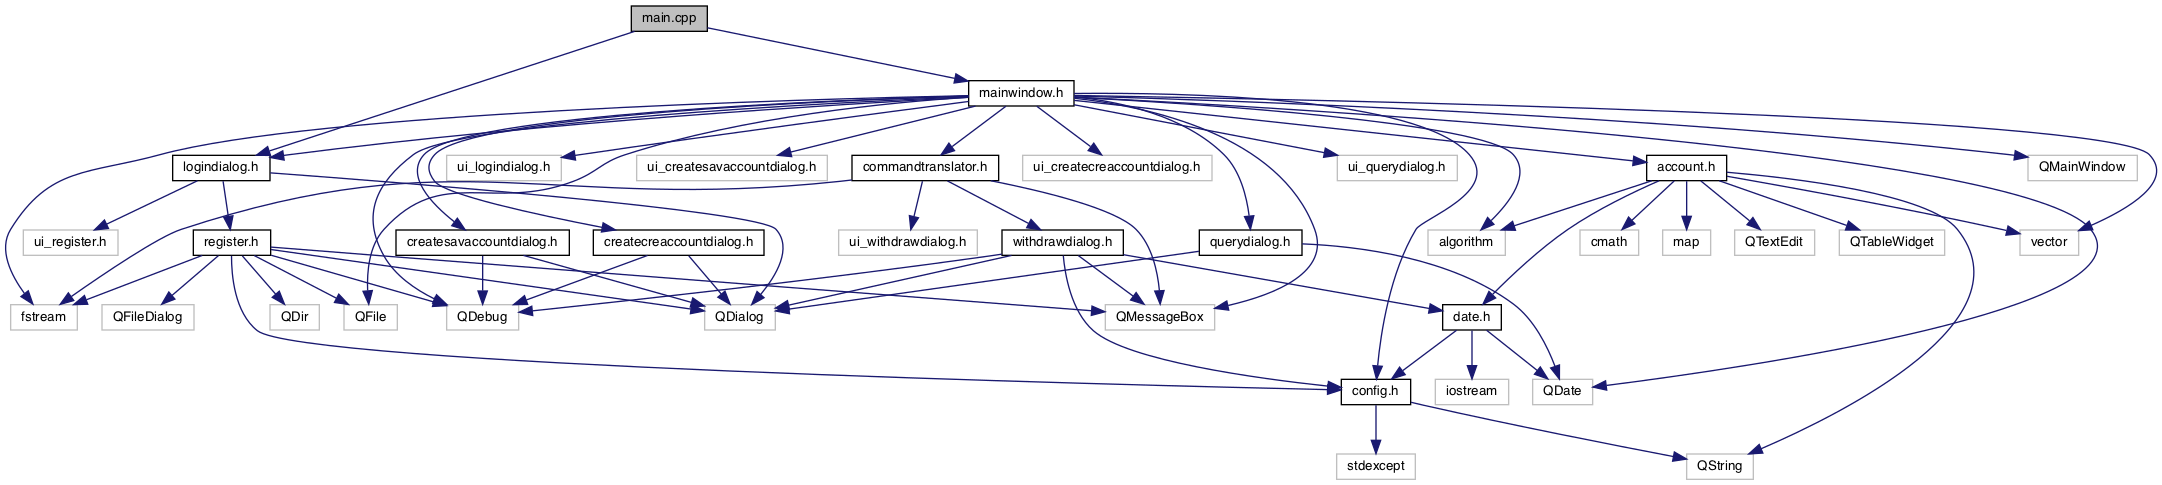 main.cpp
mainwindow.h
logindialog.h
ui_logindialog.h
ui_createsavaccountdialog.h
commandtranslator.h
ui_createcreaccountdialog.h
ui_querydialog.h
account.h
QMainWindow
ui_register.h
register.h
createsavaccountdialog.h
createcreaccountdialog.h
ui_withdrawdialog.h
withdrawdialog.h
querydialog.h
algorithm
cmath
map
QTextEdit
QTableWidget
vector
fstream
QFileDialog
QDir
QFile
QDebug
QDialog
QMessageBox
date.h
config.h
iostream
QDate
stdexcept
QString